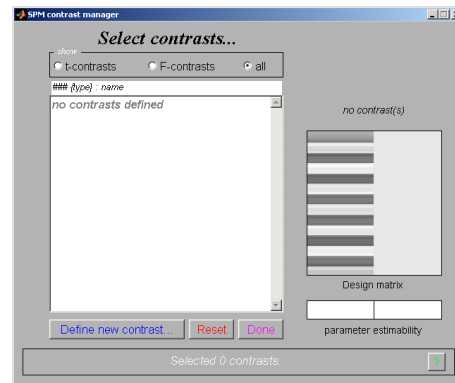 SPM contrast manager
Select contrasts...
show
t-contrasts F-contrasts all
### {type} : name
no contrasts defined
no contrast(s)
Design matrix
parameter estimability
Define new contrast... Reset Done
Selected 0 contrasts.
?